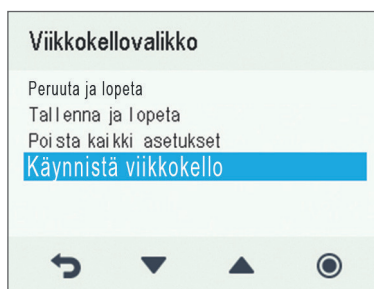 Viikkokellovalikko
Peruuta ja lopeta
Tallenna ja lopeta
Poista kaikki asetukset
Käynnistä viikkokello